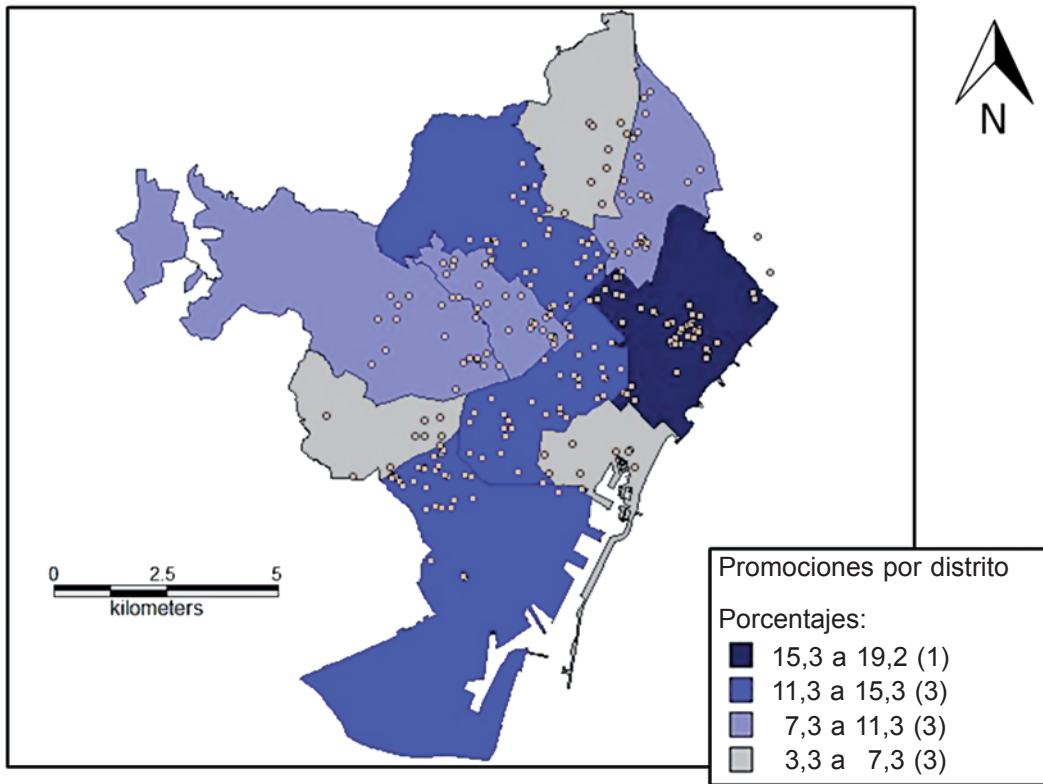 N
0 2.5 5
kilometers
Promociones por distrito
Porcentajes:
15,3 a 19,2 (1)
11,3 a 15,3 (3)
7,3 a 11,3 (3)
3,3 a 7,3 (3)